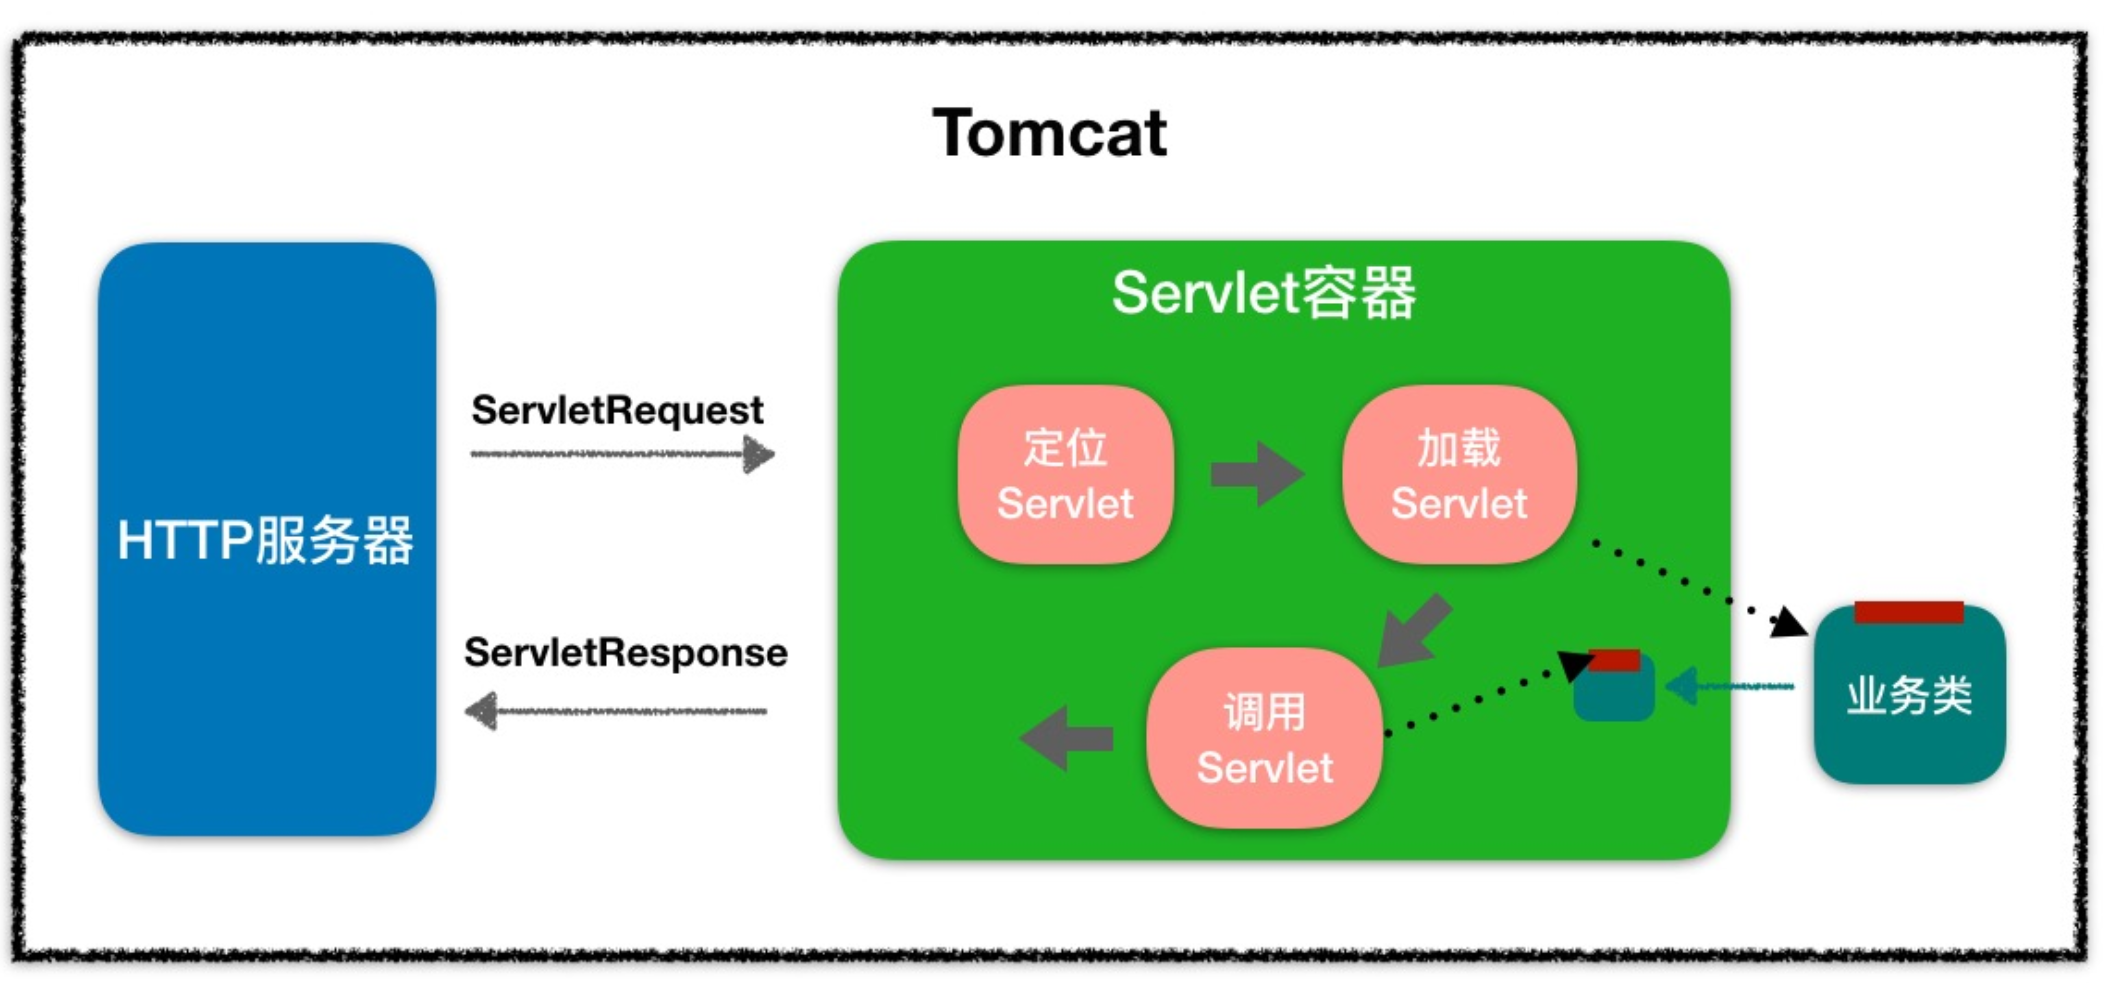 Tomcat
HTTP服务器
ServletRequest
ServletResponse
Servlet容器
定位
Servlet
加载
Servlet
调用
Servlet
业务类